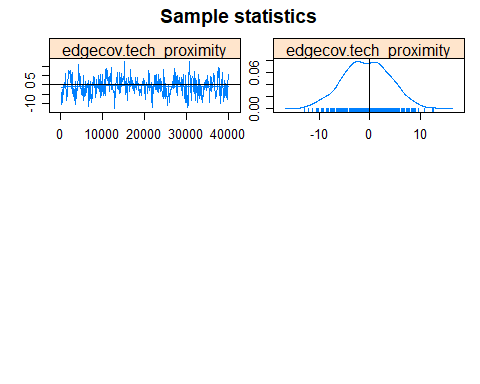 Sample statistics
edgecov.tech_proximity edgecov.tech_proximity
-10 0 5
0.00 0.06
0 10000 20000 30000 40000
-10 0 10